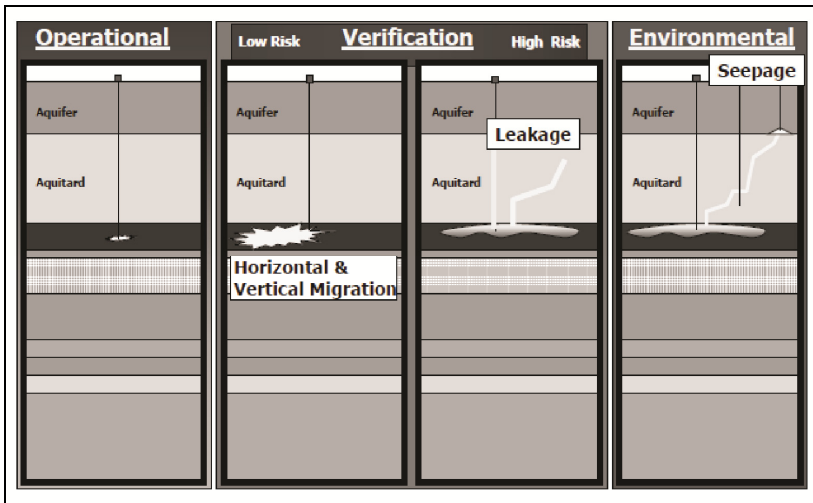 Operational
Low Risk Verification High Risk
Environmental
Seepage
Aquifer
Aquifer
Aquifer
Aquifer
Leakage
Aquitard
Aquitard
Aquitard
Aquitard
Horizontal &
Vertical Migration